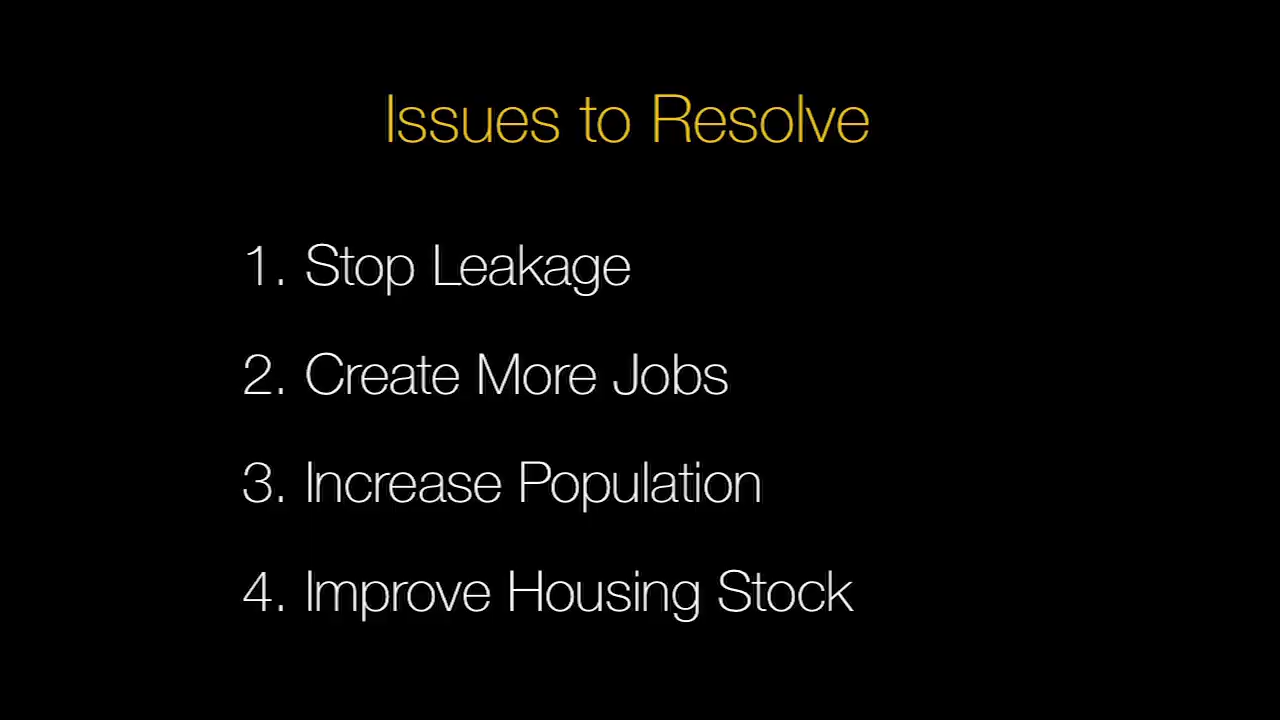 Issues to Resolve
1. Stop Leakage
2. Create More Jobs
3. Increase Population
4. Improve Housing Stock